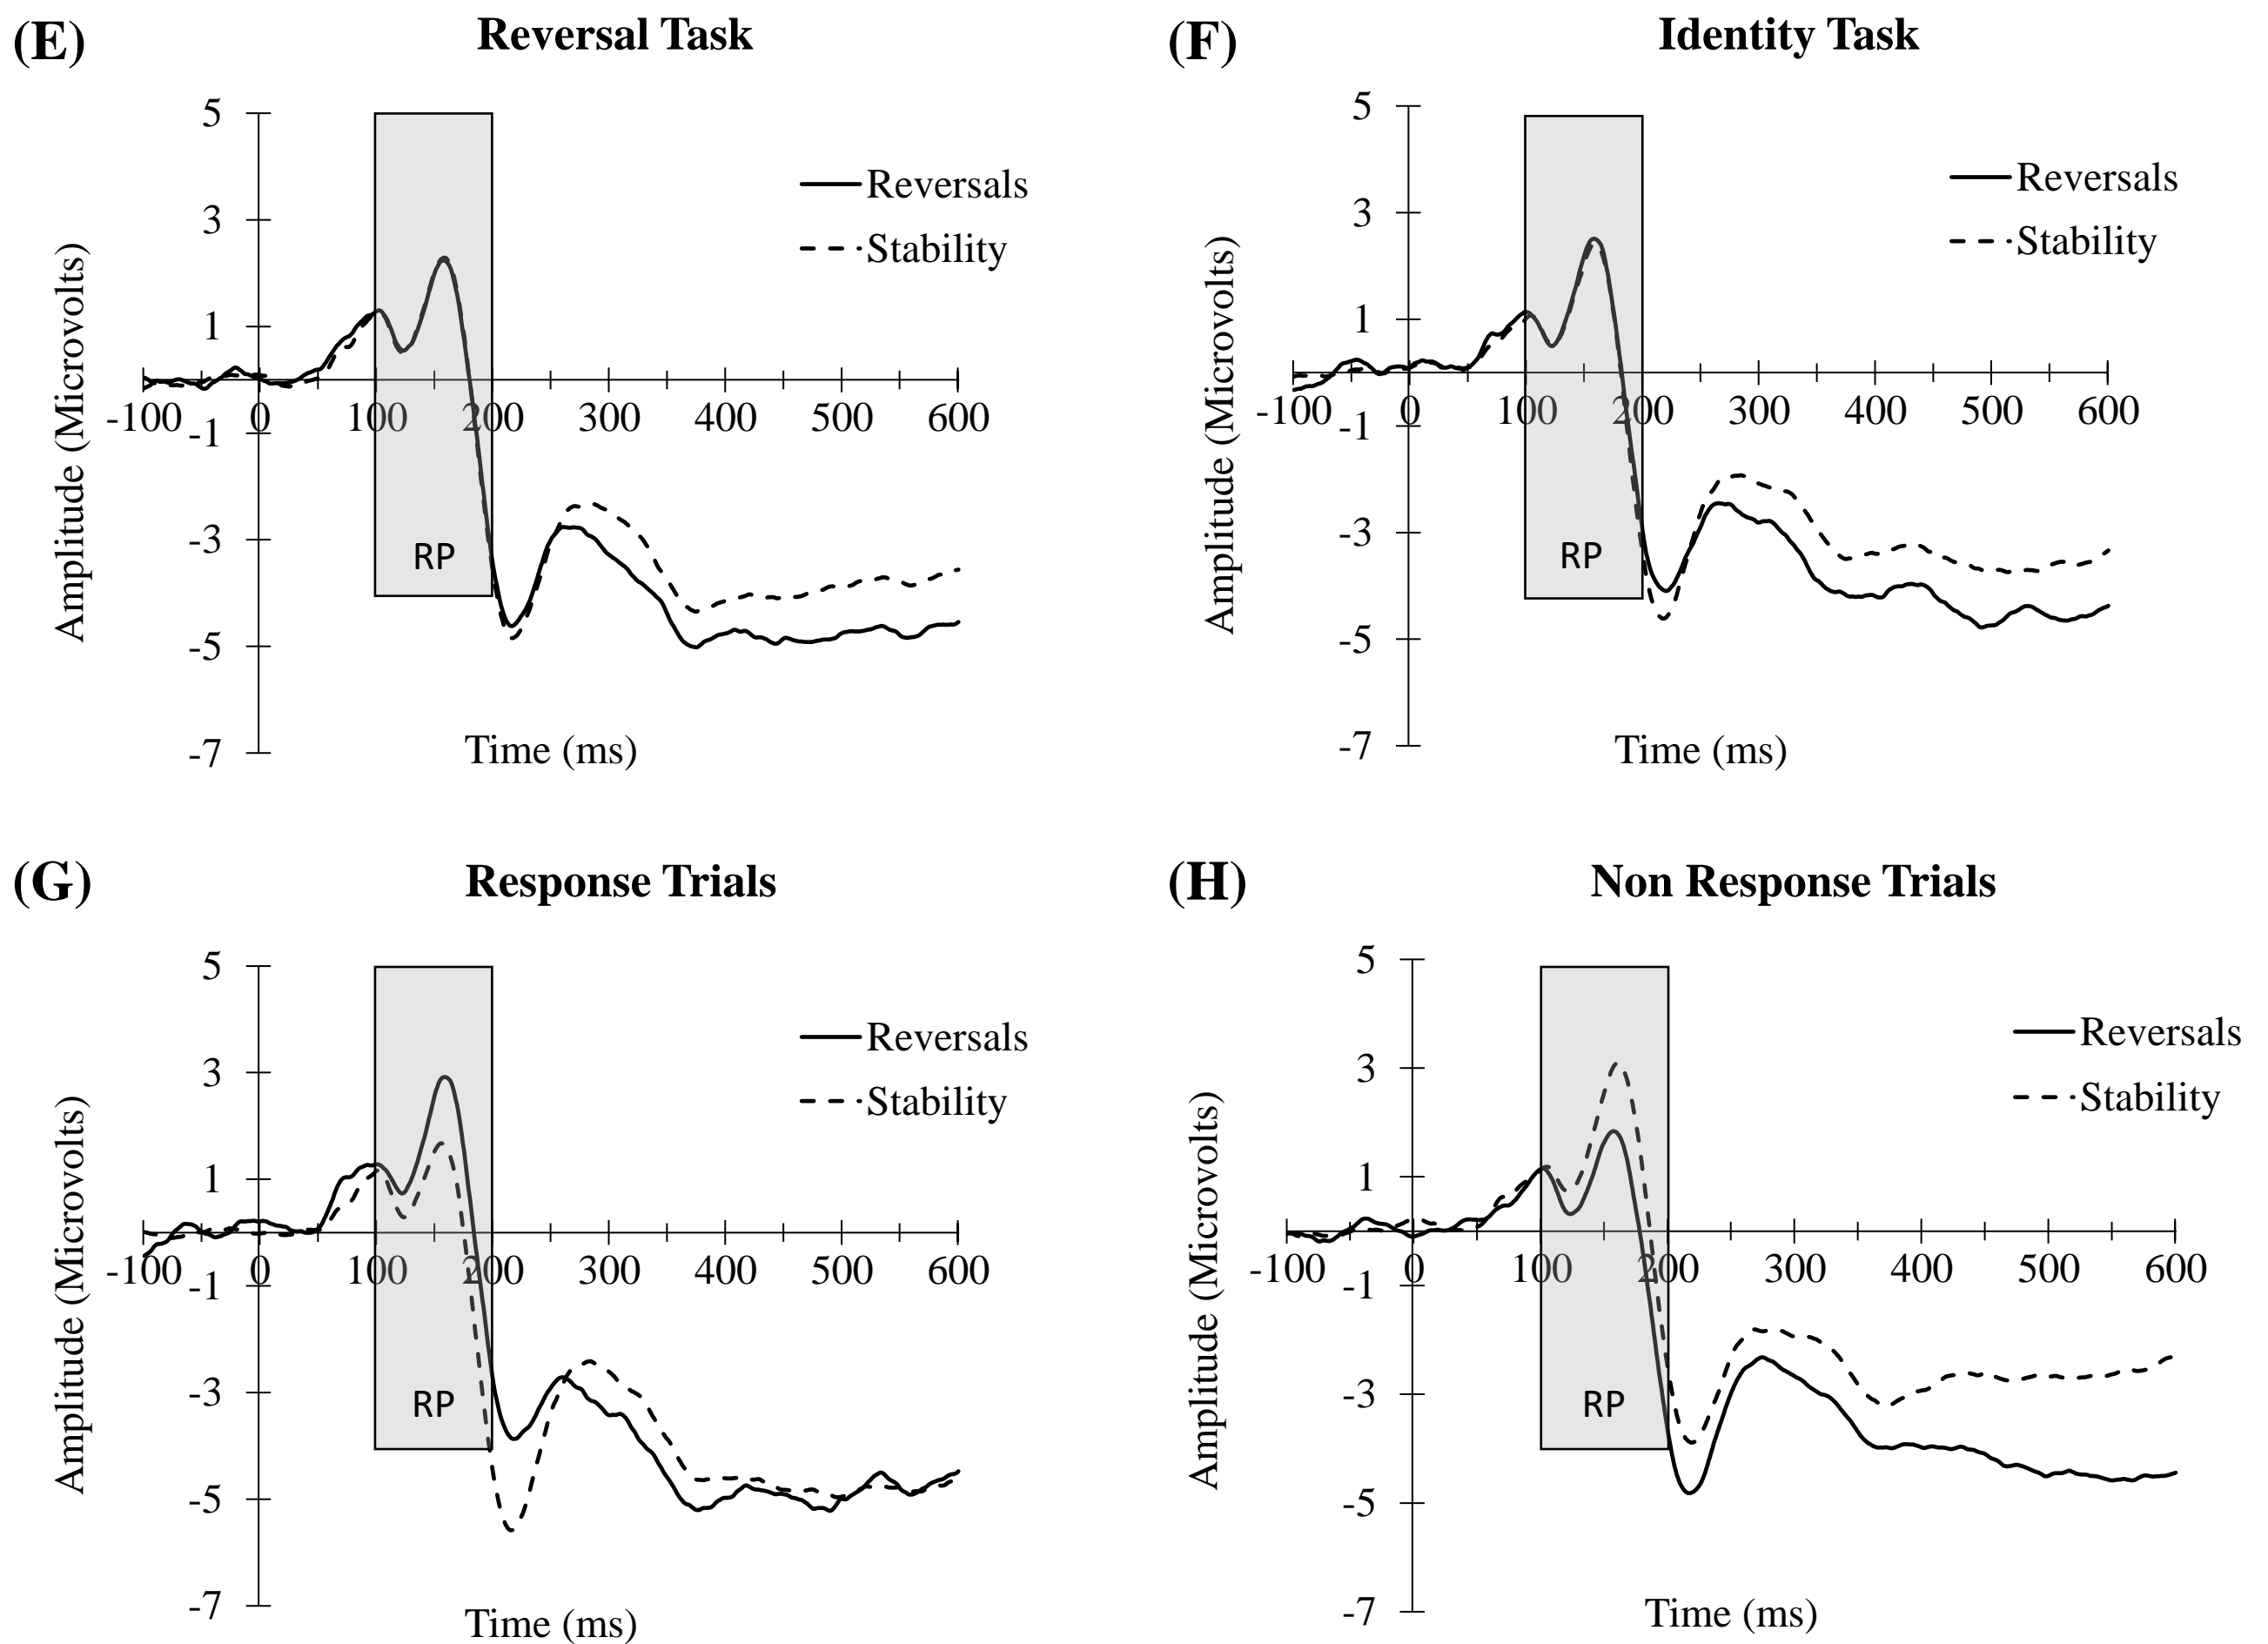 (E) Reversal Task
5
3
1
-1
-3
-5
-7
-100 0 100 200 300 400 500 600
Amplitude (Microvolts)
Time (ms)
RP
Reversals
Stability
(F) Identity Task
5
3
1
-1
-3
-5
-7
-100 0 100 200 300 400 500 600
Amplitude (Microvolts)
Time (ms)
RP
Reversals
Stability
(G) Response Trials
5
3
1
-1
-3
-5
-7
-100 0 100 200 300 400 500 600
Amplitude (Microvolts)
Time (ms)
RP
Reversals
Stability
(H) Non Response Trials
5
3
1
-1
-3
-5
-7
-100 0 100 200 300 400 500 600
Amplitude (Microvolts)
Time (ms)
RP
Reversals
Stability